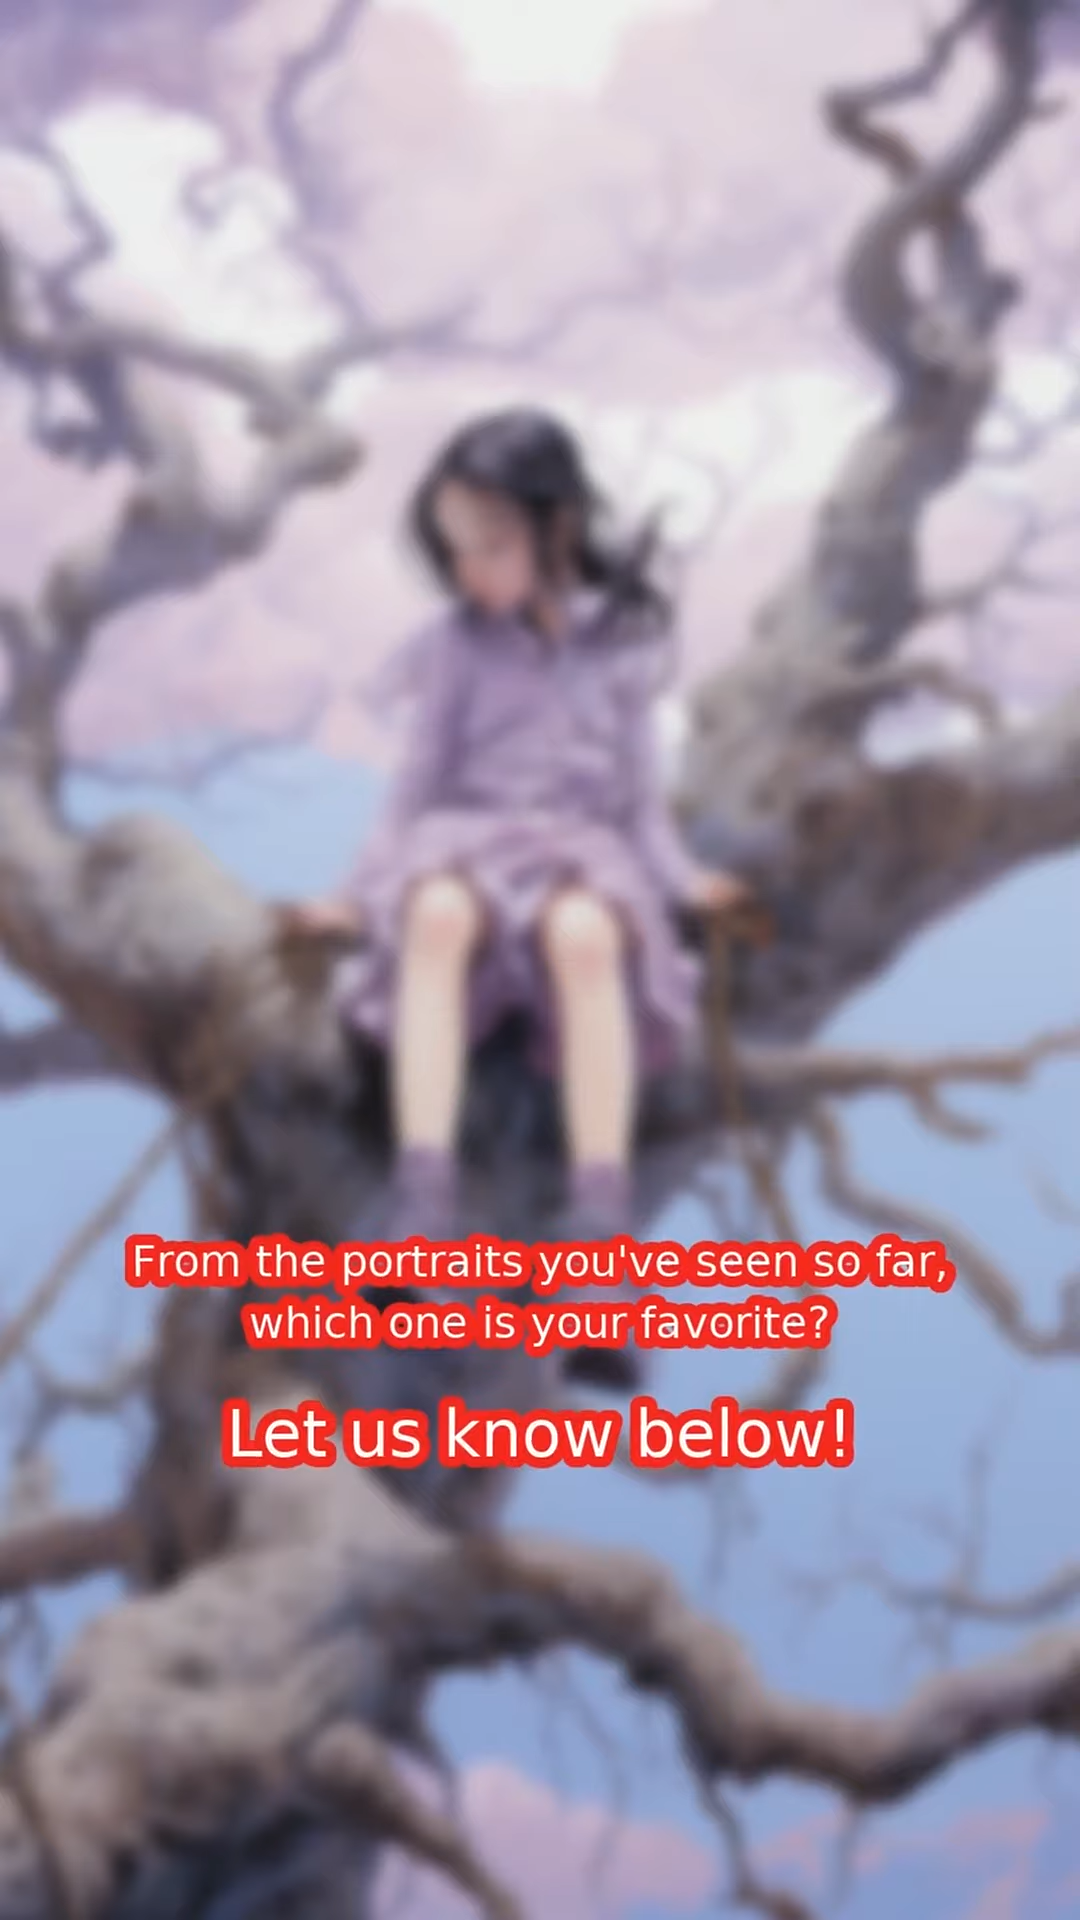 From the portraits you've seen so far,
which one is your favorite?
Let us know below!